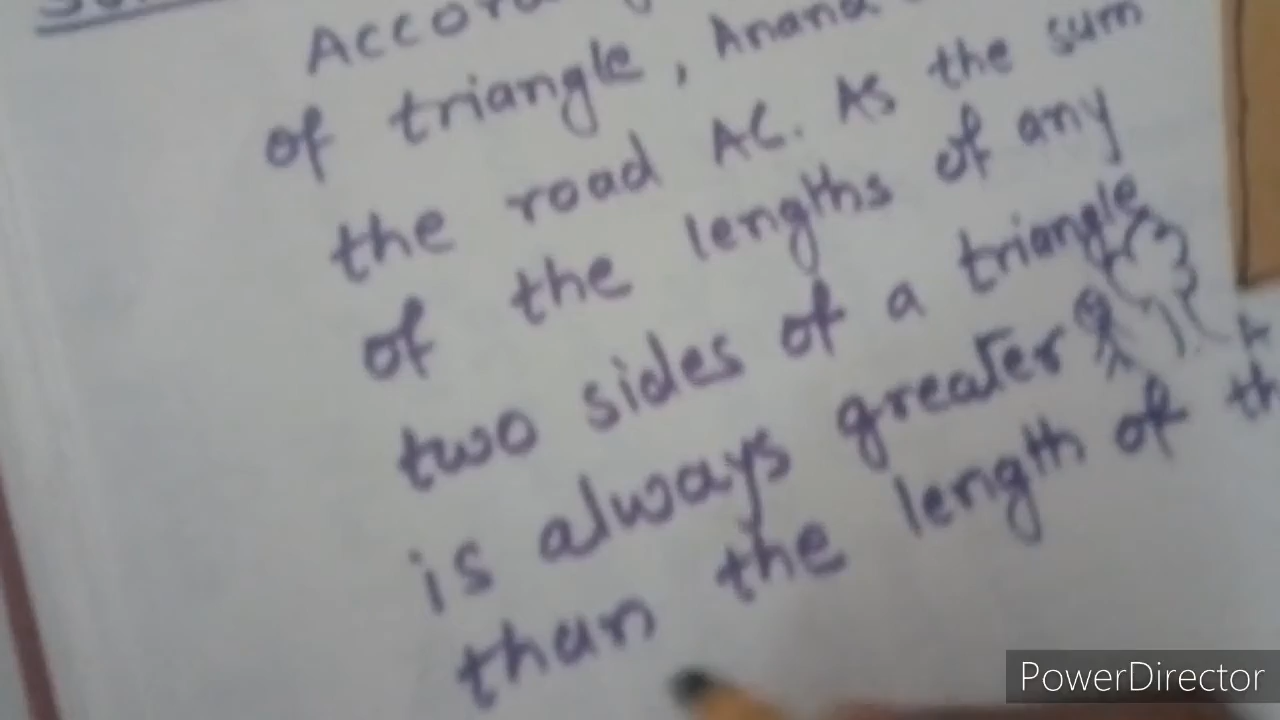 of triangle, Anand
the road AC. As the sum
of the lengths of any
two sides of a triangle
is always greater
than the length of
PowerDirector